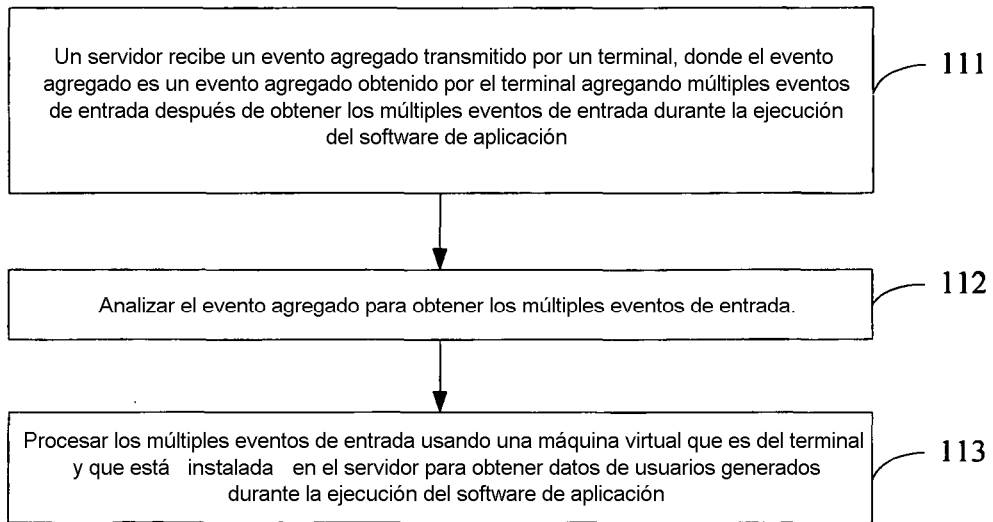 Un servidor recibe un evento agregado transmitido por un terminal, donde el evento
agregado es un evento agregado obtenido por el terminal agregando múltiples eventos
de entrada después de obtener los múltiples eventos de entrada durante la ejecución
del software de aplicación
111
Analizar el evento agregado para obtener los múltiples eventos de entrada.
112
Procesar los múltiples eventos de entrada usando una máquina virtual que es del terminal
y que está instalada en el servidor para obtener datos de usuarios generados
durante la ejecución del software de aplicación
113